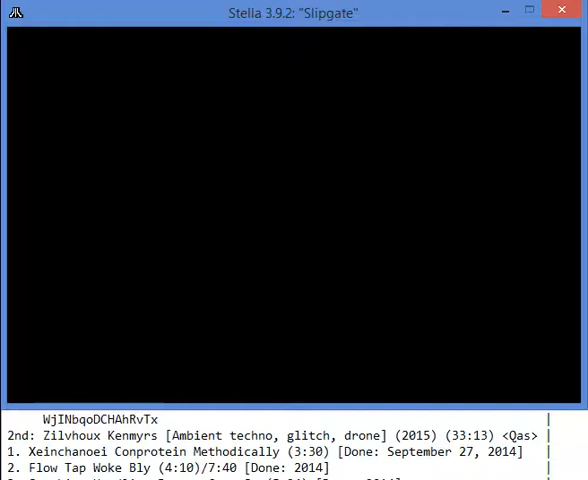 Stella 3.9.2: "Slipgate"
WjINbqoDCHAhRvTx |
2nd: Zilvhoux Kenmyrs [Ambient techno, glitch, drone] (2015) (33:13) <Qas> |
1. Xeinchanoei Conprotein Methodically (3:30) [Done: September 27, 2014] |
2. Flow Tap Woke Bly (4:10)/7:40 [Done: 2014] |